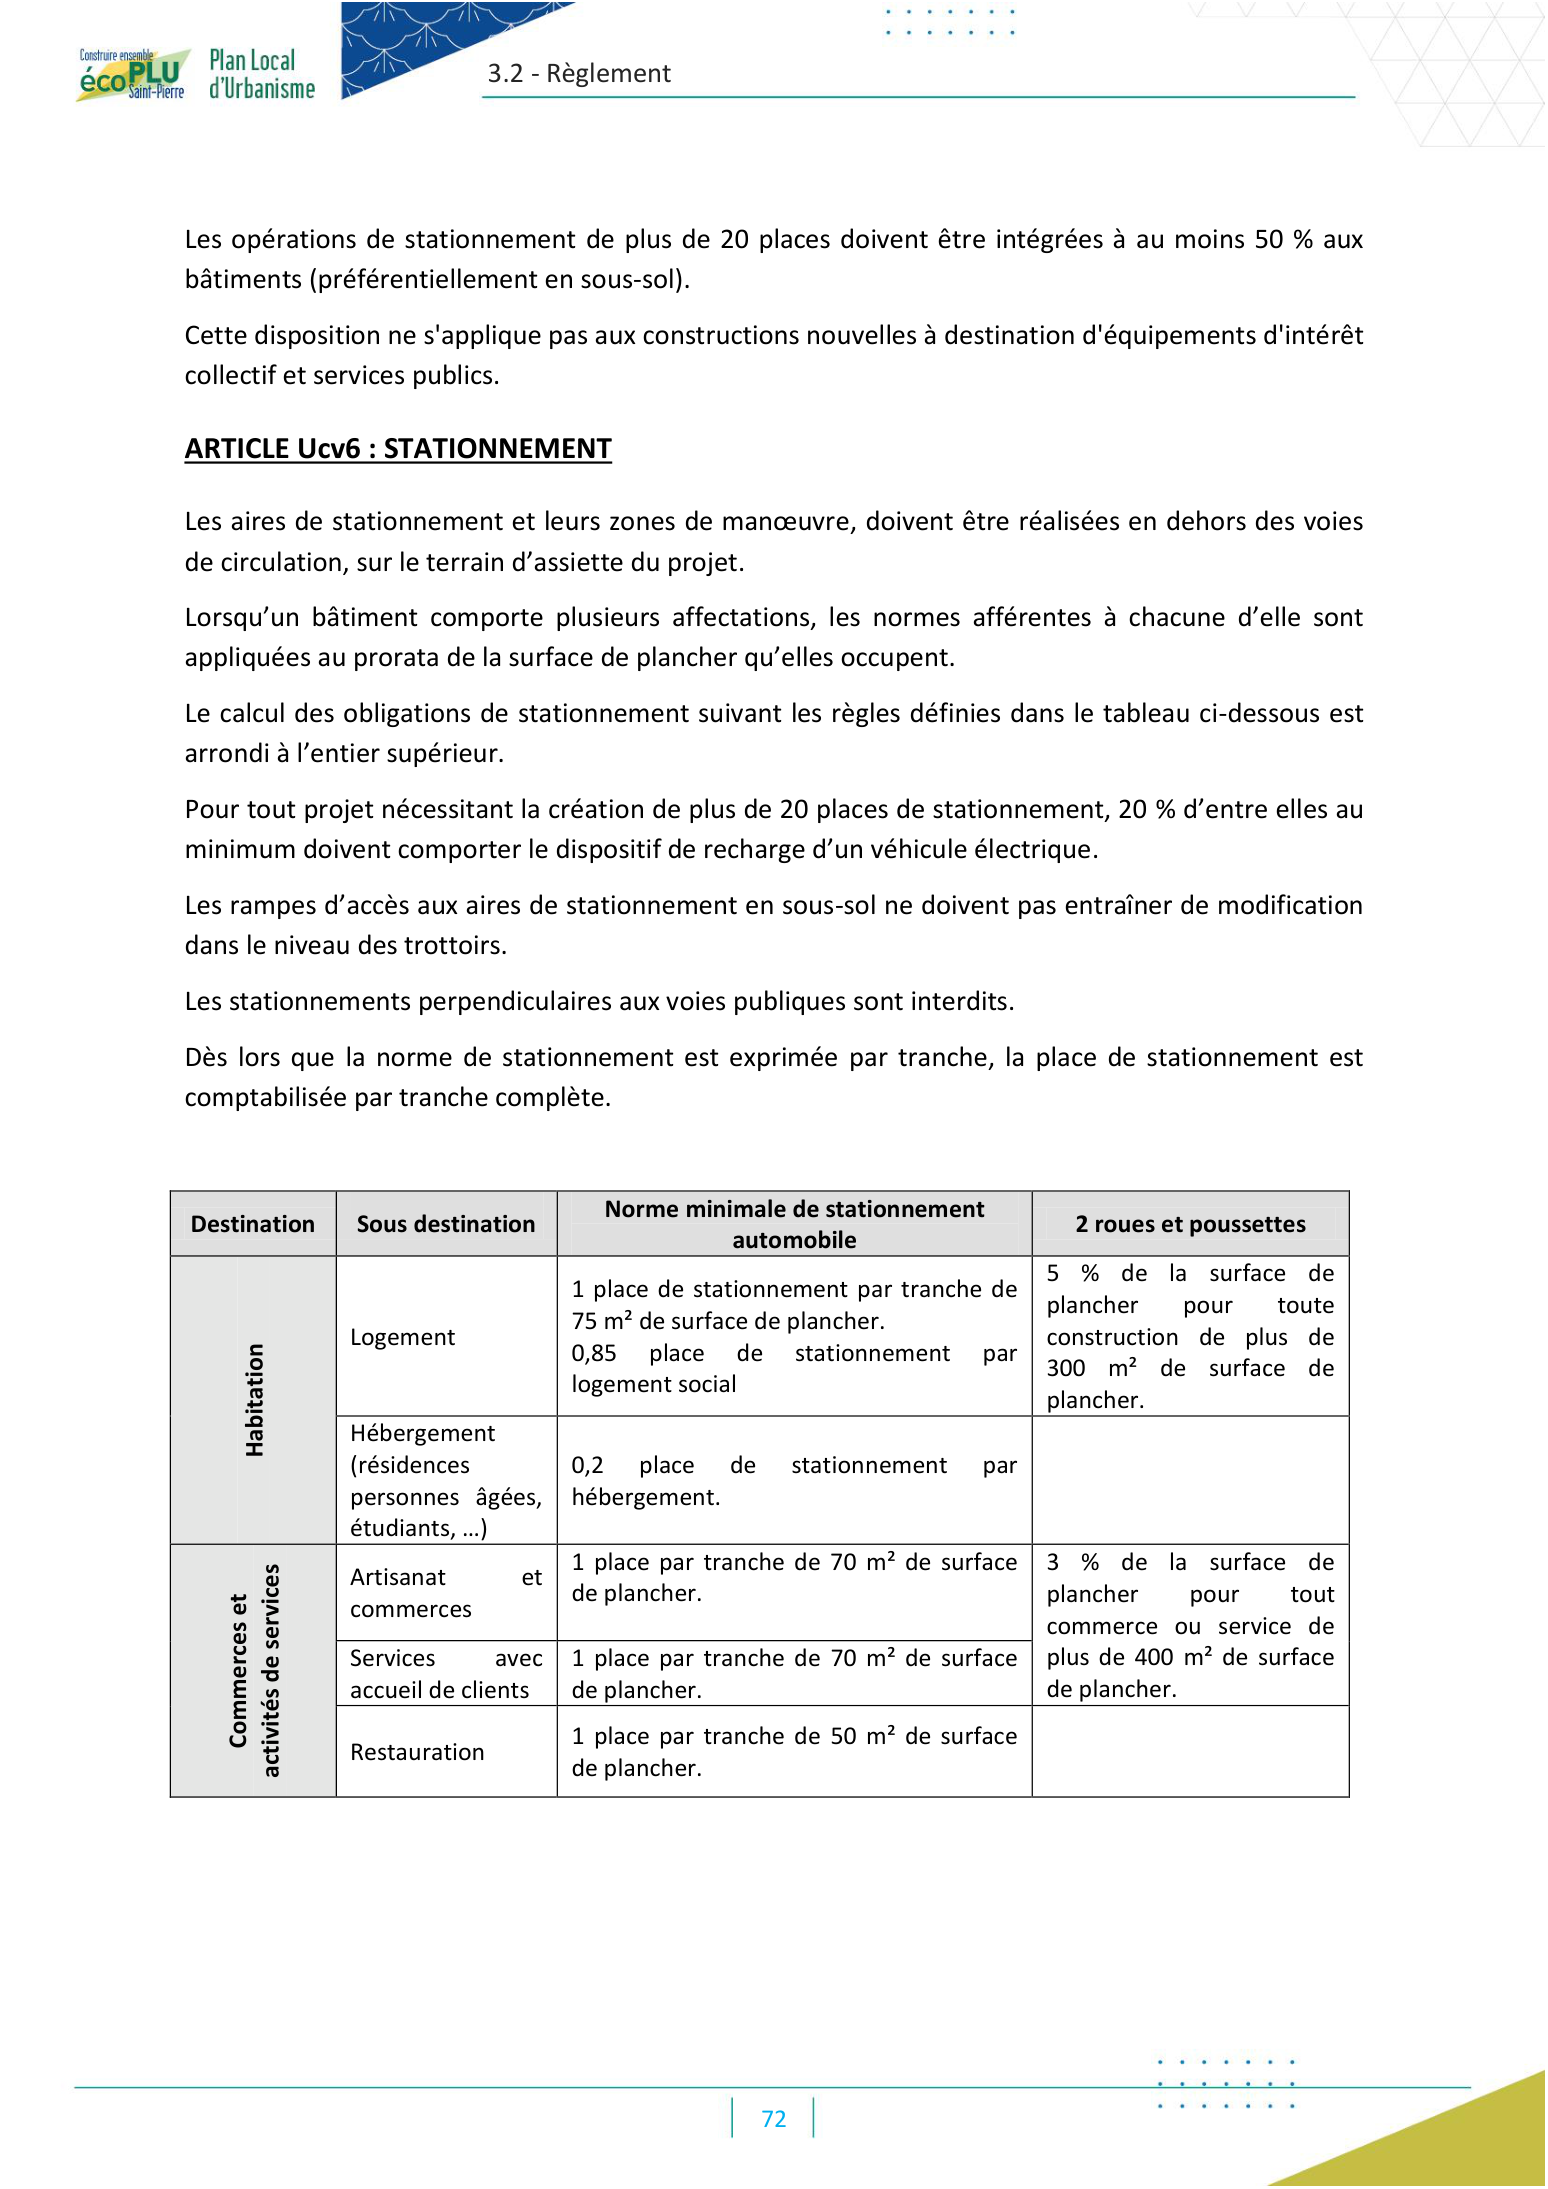 Construire ensemble
écoPLU
Saint-Pierre
Plan Local
d'Urbanisme
3.2 - Règlement
Les opérations de stationnement de plus de 20 places doivent être intégrées à au moins 50 % aux
bâtiments (préférentiellement en sous-sol).
Cette disposition ne s'applique pas aux constructions nouvelles à destination d'équipements d'intérêt
collectif et services publics.
ARTICLE Ucv6 : STATIONNEMENT
Les aires de stationnement et leurs zones de manœuvre, doivent être réalisées en dehors des voies
de circulation, sur le terrain d’assiette du projet.
Lorsqu’un bâtiment comporte plusieurs affectations, les normes afférentes à chacune d’elle sont
appliquées au prorata de la surface de plancher qu’elles occupent.
Le calcul des obligations de stationnement suivant les règles définies dans le tableau ci-dessous est
arrondi à l’entier supérieur.
Pour tout projet nécessitant la création de plus de 20 places de stationnement, 20 % d’entre elles au
minimum doivent comporter le dispositif de recharge d’un véhicule électrique.
Les rampes d’accès aux aires de stationnement en sous-sol ne doivent pas entraîner de modification
dans le niveau des trottoirs.
Les stationnements perpendiculaires aux voies publiques sont interdits.
Dès lors que la norme de stationnement est exprimée par tranche, la place de stationnement est
comptabilisée par tranche complète.
Destination
Sous destination
Norme minimale de stationnement
automobile
2 roues et poussettes
Habitation
Logement
1 place de stationnement par tranche de
75 m² de surface de plancher.
0,85 place de stationnement par
logement social
5 % de la surface de
plancher pour toute
construction de plus de
300 m² de surface de
plancher.
Hébergement
(résidences
personnes âgées,
étudiants, …)
0,2 place de stationnement par
hébergement.
Commerces et
activités de services
Artisanat et
commerces
1 place par tranche de 70 m² de surface
de plancher.
3 % de la surface de
plancher pour tout
commerce ou service de
plus de 400 m² de surface
de plancher.
Services avec
accueil de clients
1 place par tranche de 70 m² de surface
de plancher.
Restauration
1 place par tranche de 50 m² de surface
de plancher.
72